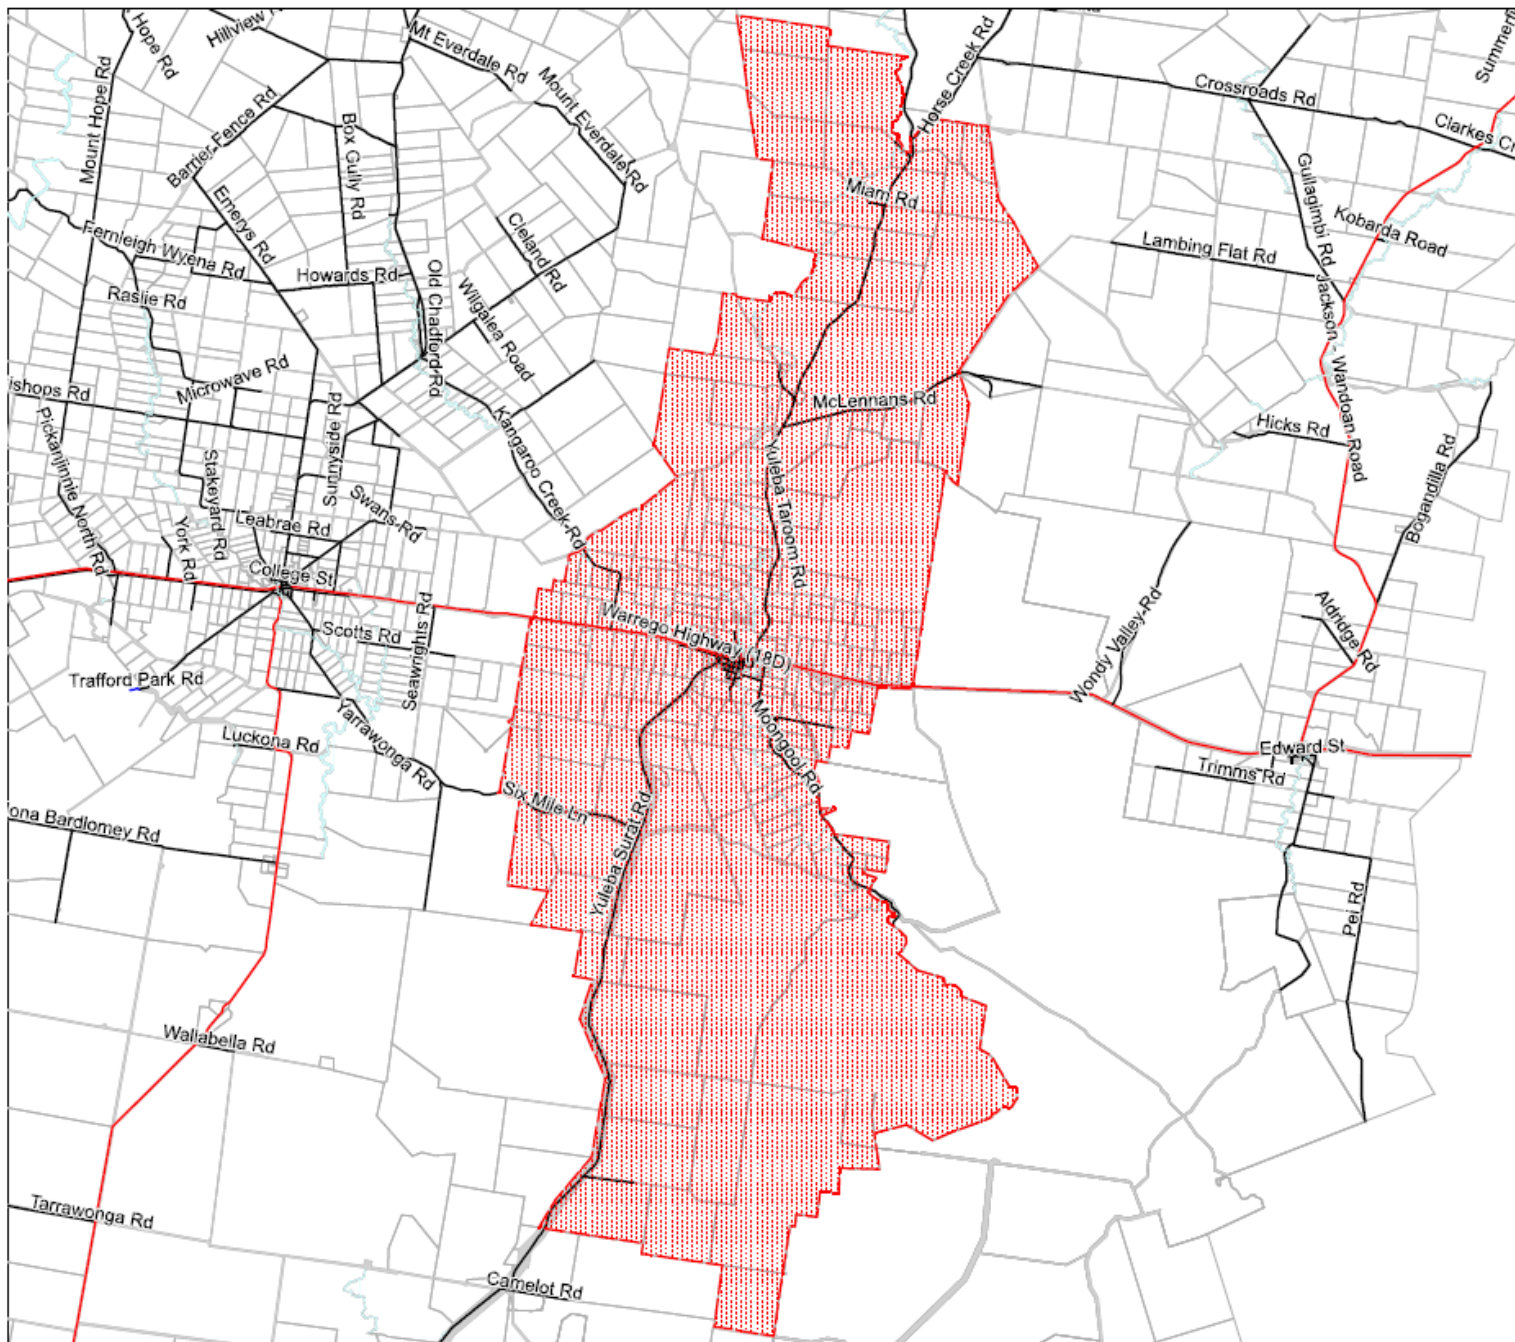 Hope Rd
Hillview
Mt Everdale Rd
Mount Everdale Rd
Horse Creek Rd
Crossroads Rd
Clarkes
Mount Hope Rd
Barrier Fence Rd
Box Gully Rd
Emerys Rd
Miam Rd
Gullagimbi Rd
Kobarda Road
Lambing Flat Rd
Fernleigh Wyena Rd
Cleland Rd
Howards Rd
Raslie Rd
Old Chadford Rd
Wilgalea Road
Jackson - Wandoan Road
Microwave Rd
ishops Rd
McLennans Rd
Kangaroo Creek Rd
Hicks Rd
Pickanjinnie North Rd
Stakeyard Rd
Sunnyside Rd
Swans Rd
Yuleba Taroom Rd
Bogandilla Rd
Leabrae Rd
York Rd
College St
Warrego Highway (18D)
Scotts Rd
Seawrights Rd
Wondy Valley Rd
Aldridge Rd
Trafford Park Rd
Yarrawonga Rd
Moongool Rd
Luckona Rd
Edward St
Trimms Rd
Six Mile Ln
ona Bardlomey Rd
Yuleba Surat Rd
Pei Rd
Wallabella Rd
Tarrawonga Rd
Camelot Rd